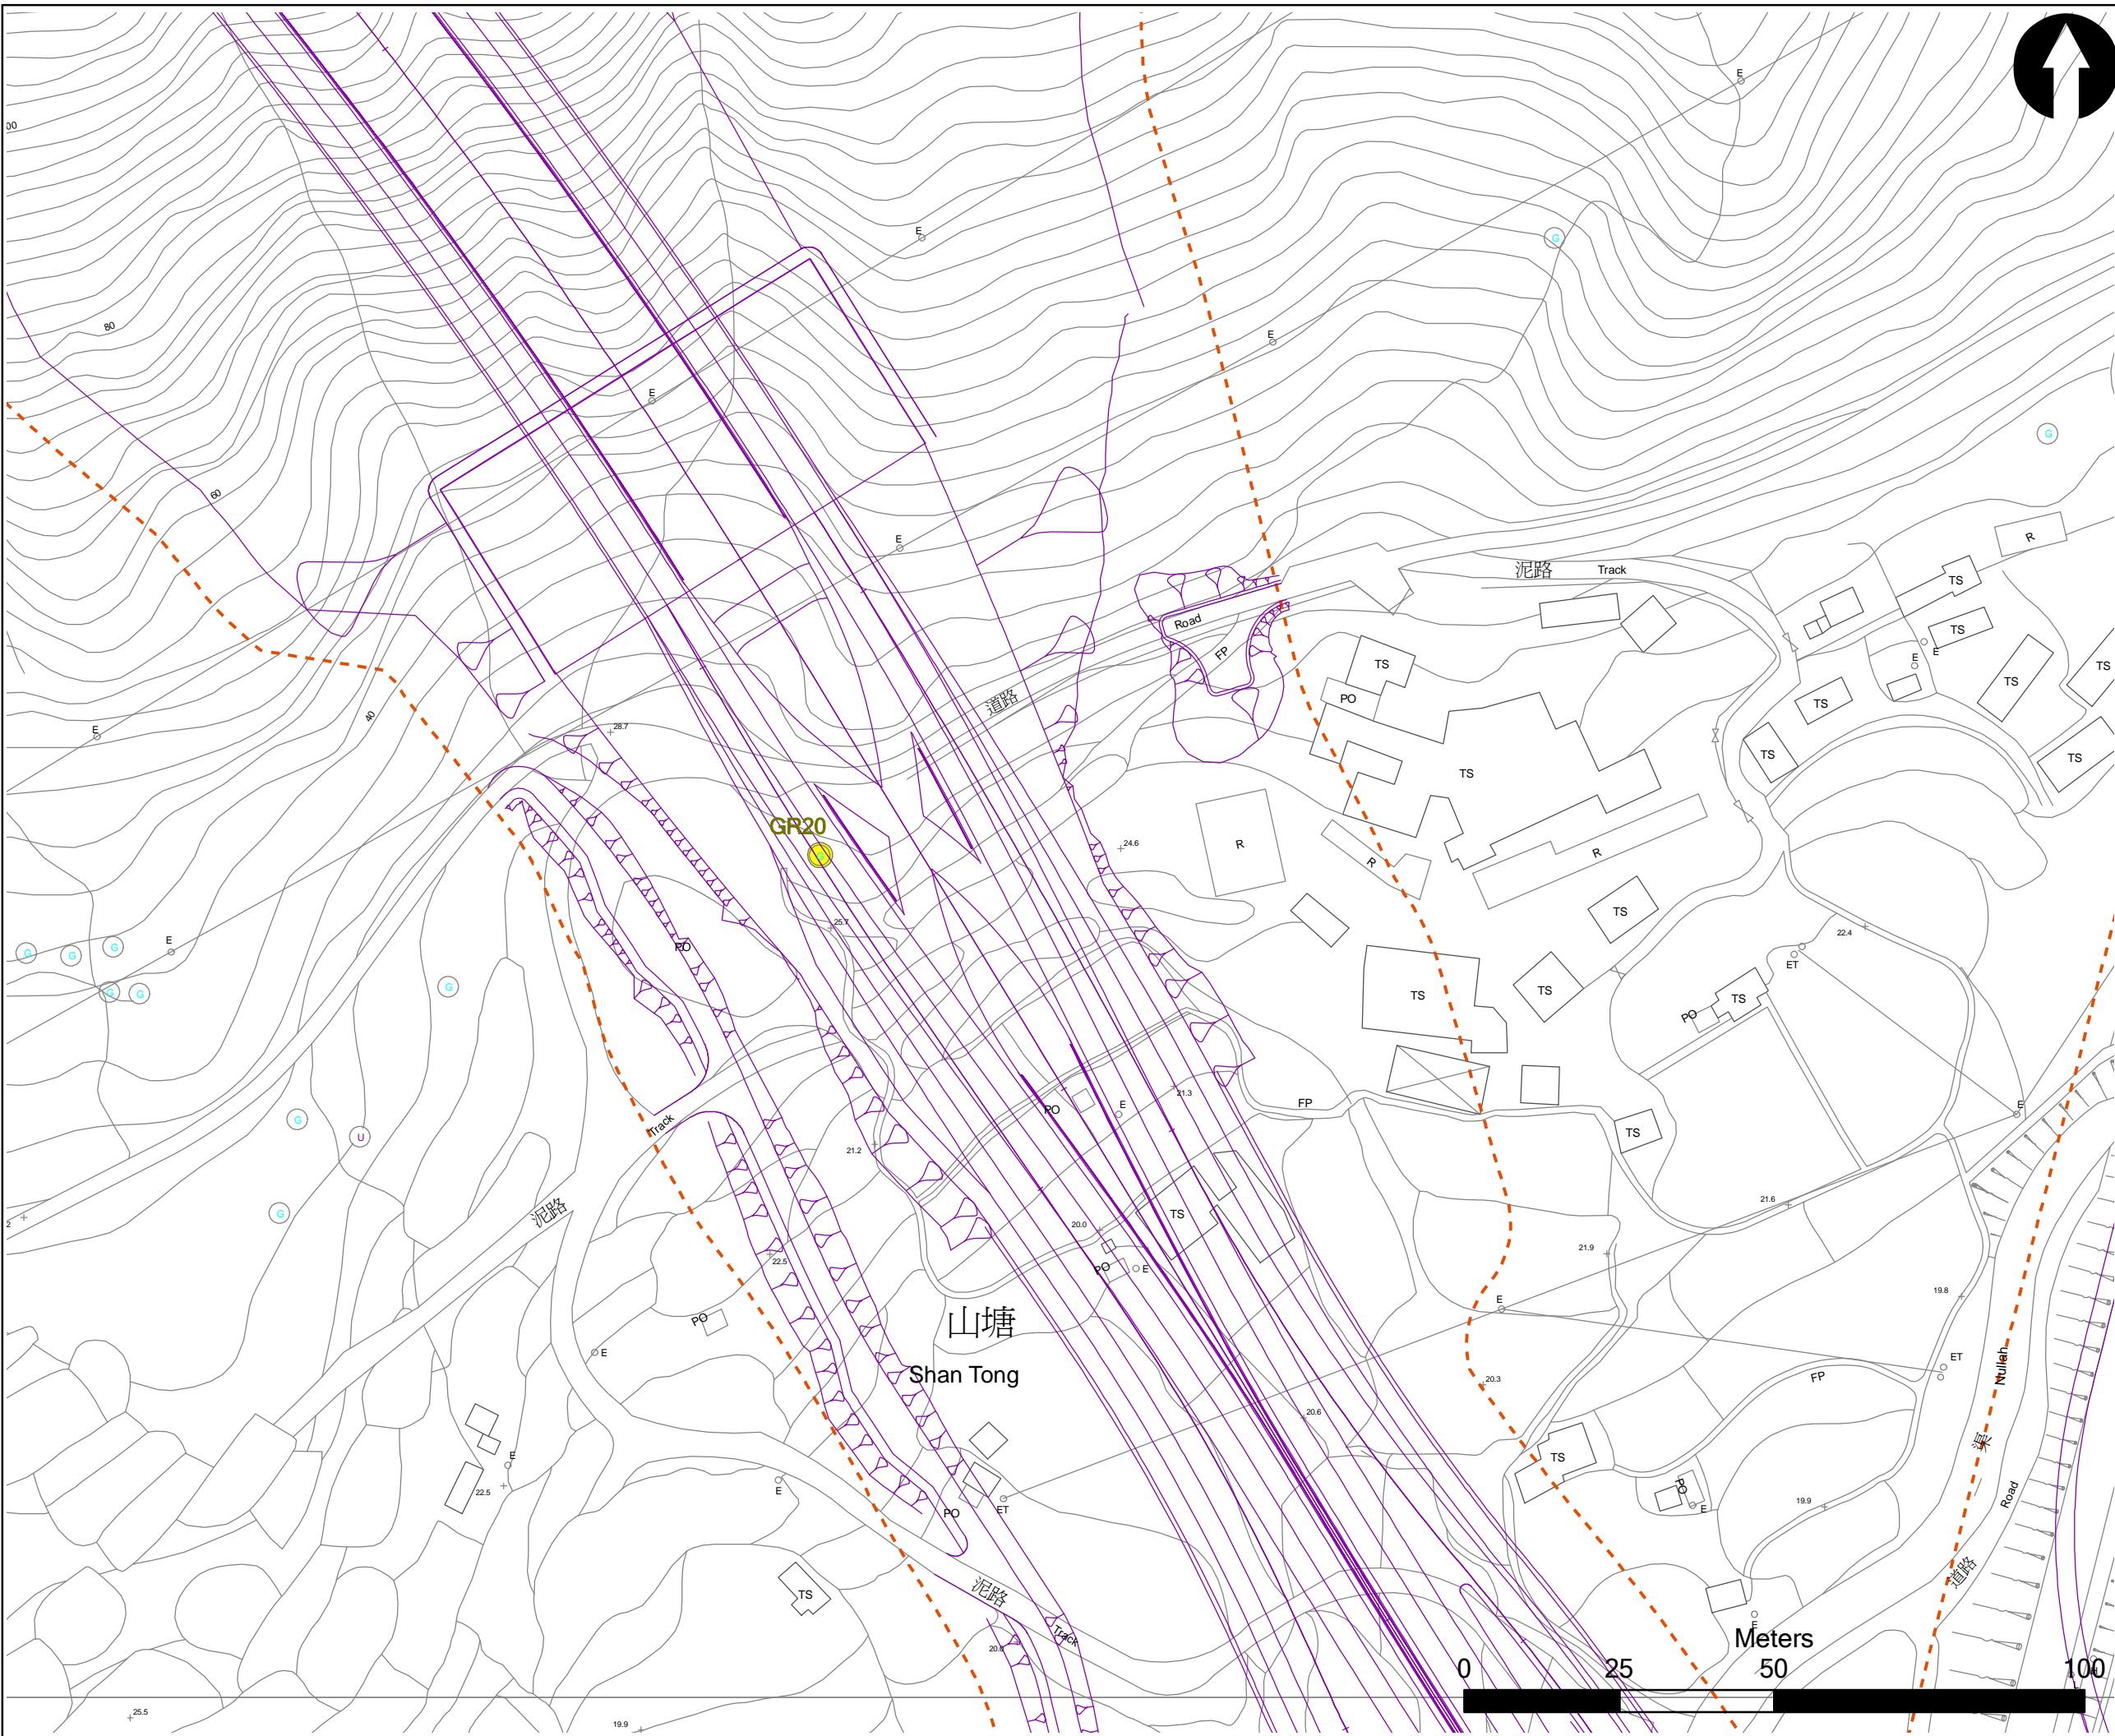 E
E
00
G
80
E
E
E
G
60
E
R
泥路 Track
TS
TS
Road
FP
E
E
TS
TS
TS
40
道路
PO
TS
28.7
E
TS
TS
TS
GR20
G
24.6
R
R
R
TS
25.7
22.4
PO
E
G
G
G
G
G
G
ET
TS
TS
TS
PO
21.3
FP
PO
E
E
G
Track
U
TS
21.2
21.6
泥路
G
TS
20.0
2
22.5
21.9
PO
E
19.8
E
山塘
PO
E
Nullah
ET
Shan Tong
20.3
FP
20.6
渠
E
TS
22.5
E
PO
ET
PO
E
19.9
Road
道路
泥路
TS
E
Track
20.0
Meters
0 25 50 100
25.5
19.9